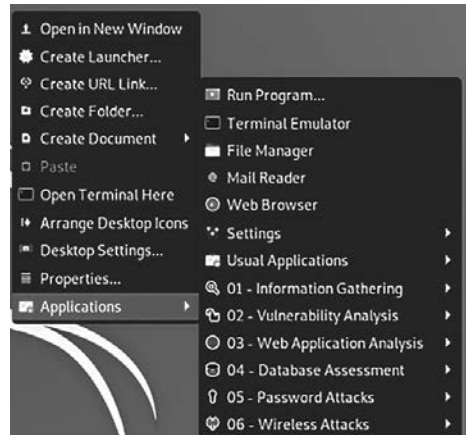 Open in New Window
Create Launcher...
Create URL Link...
Create Folder...
Create Document
Paste
Open Terminal Here
Arrange Desktop Icons
Desktop Settings...
Properties...
Applications
Run Program...
Terminal Emulator
File Manager
Mail Reader
Web Browser
Settings
Usual Applications
01 - Information Gathering
02 - Vulnerability Analysis
03 - Web Application Analysis
04 - Database Assessment
05 - Password Attacks
06 - Wireless Attacks